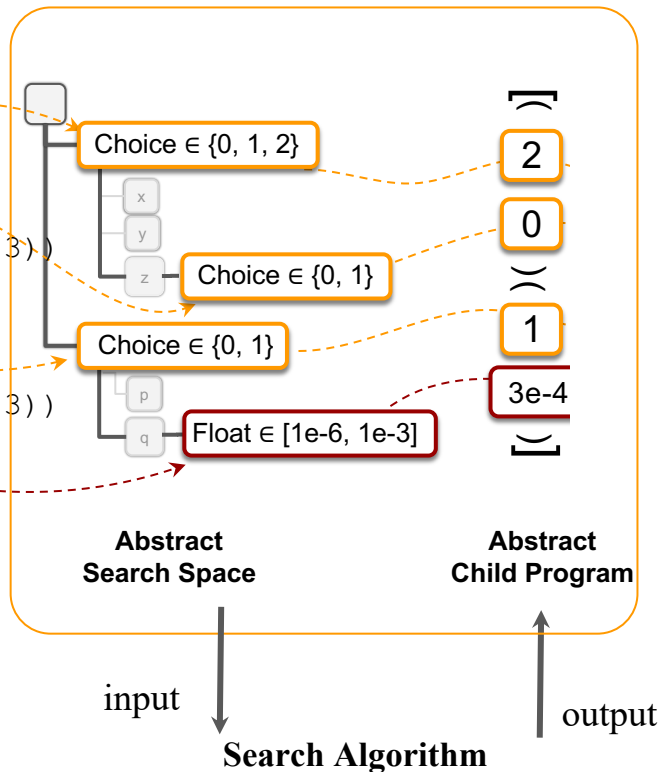 Choice ∈ {0, 1, 2}
x
y
z
Choice ∈ {0, 1}
3))
Choice ∈ {0, 1}
p
3))
q
Float ∈ [1e-6, 1e-3]
[(
2
0
)(
1
3e-4
)]
Abstract
Search Space
Abstract
Child Program
input
output
Search Algorithm